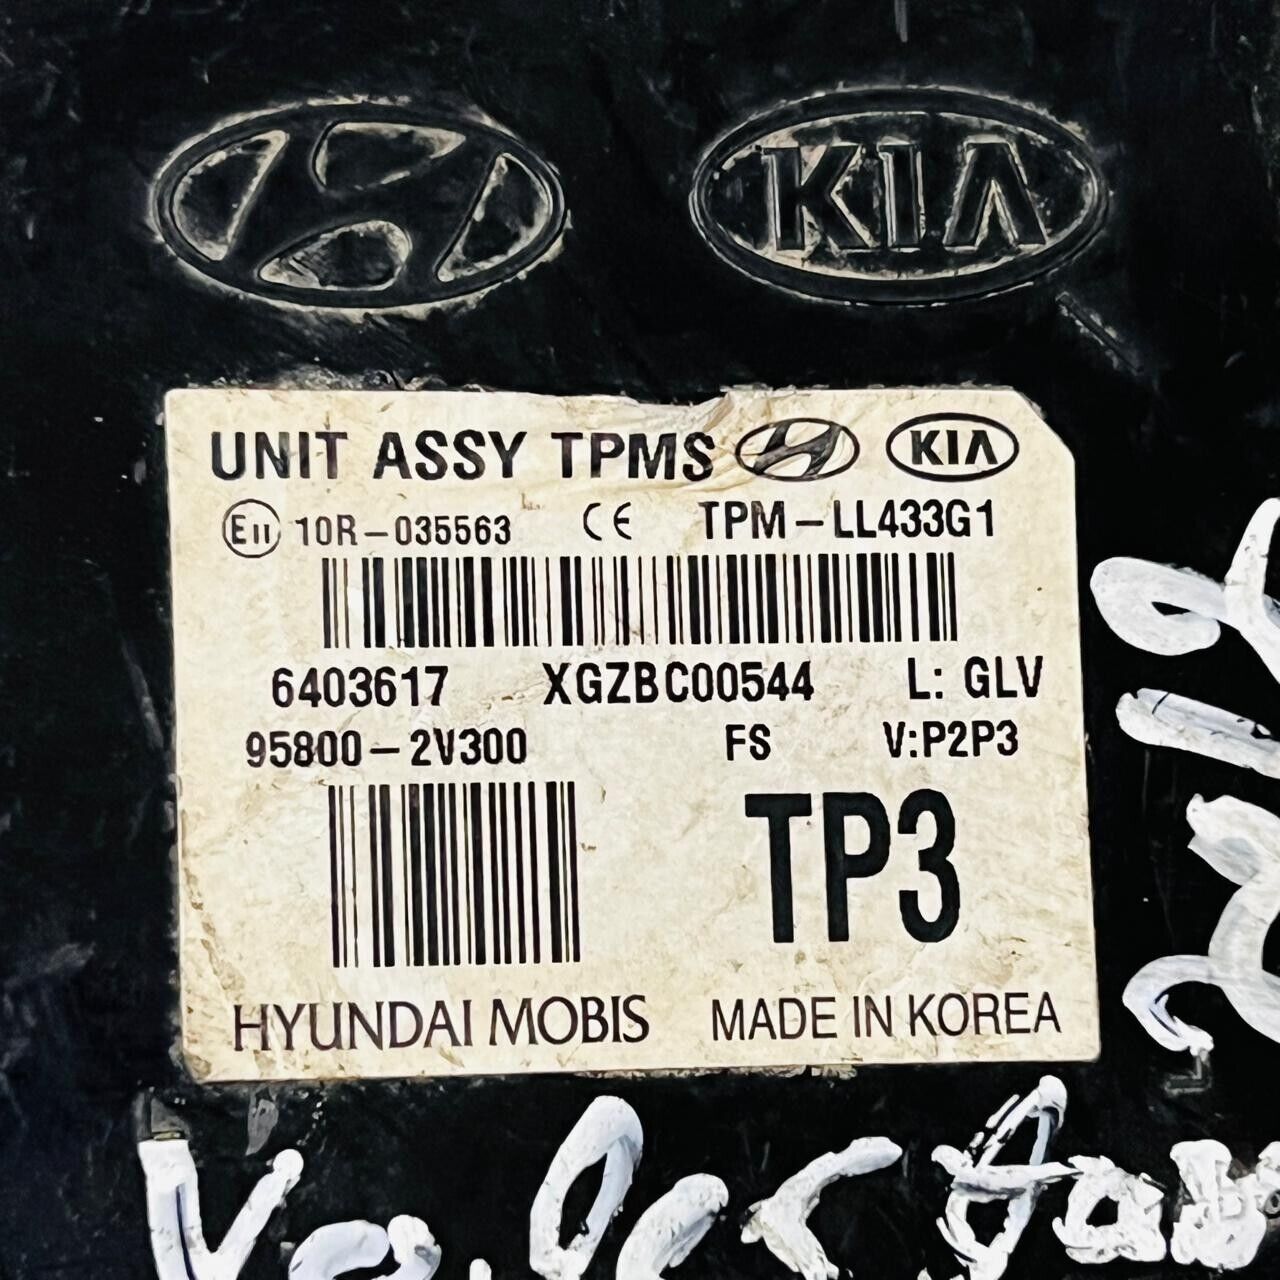 KIA
UNIT ASSY TPMS KIA
E11 10R-035563 CE TPM-LL433G1
6403617 XGZBC00544 L: GLV
95800-2V300 FS V:P2P3
TP3
HYUNDAI MOBIS MADE IN KOREA